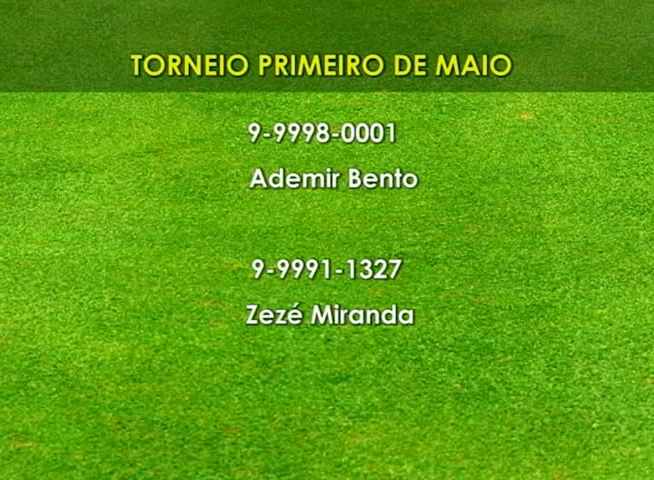 TORNEIO PRIMEIRO DE MAIO
9-9998-0001
Ademir Bento
9-9991-1327
Zezé Miranda